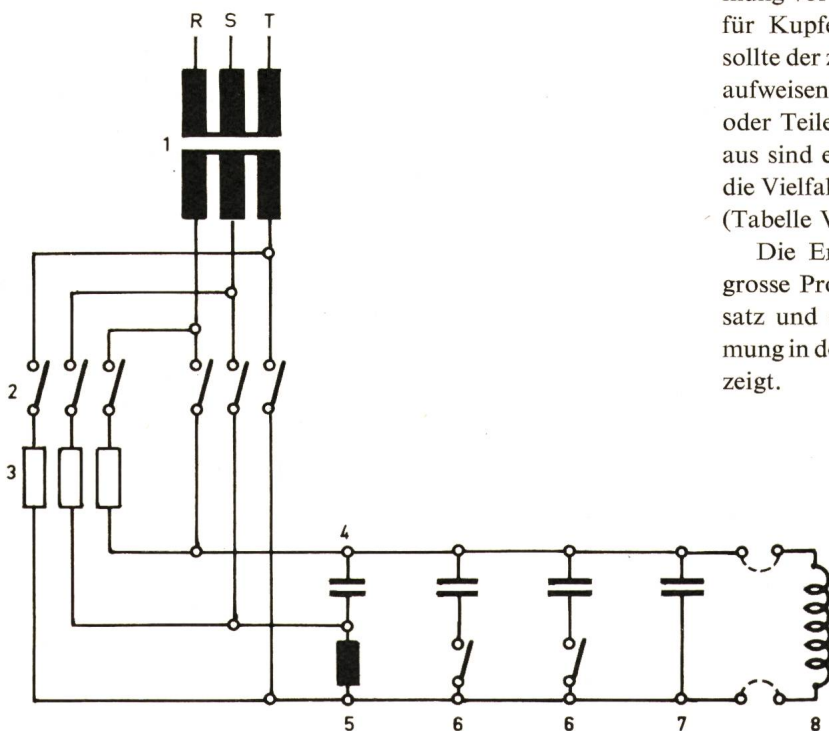 R S T
1
2
3
4
5 6 6 7 8
für Kupfe
sollte der z
aufweisen
oder Teile
aus sind e
die Vielfal
(Tabelle V
Die Er
grosse Pro
satz und
mung in de
zeigt.